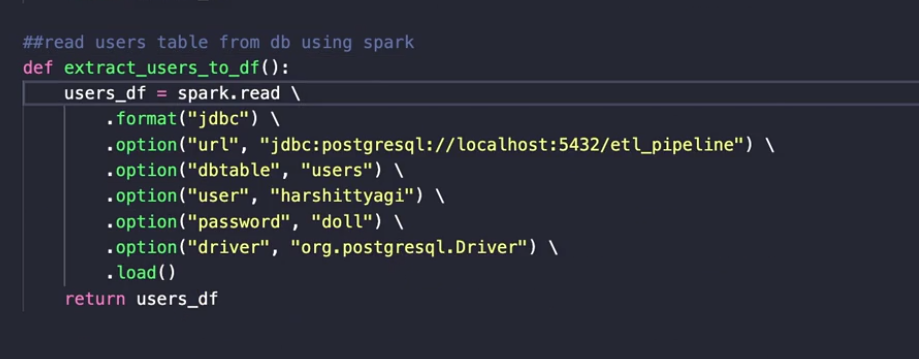 ##read users table from db using spark
def extract_users_to_df():
    users_df = spark.read \
        .format("jdbc") \
        .option("url", "jdbc:postgresql://localhost:5432/etl_pipeline") \
        .option("dbtable", "users") \
        .option("user", "harshittyagi") \
        .option("password", "doll") \
        .option("driver", "org.postgresql.Driver") \
        .load()
    return users_df